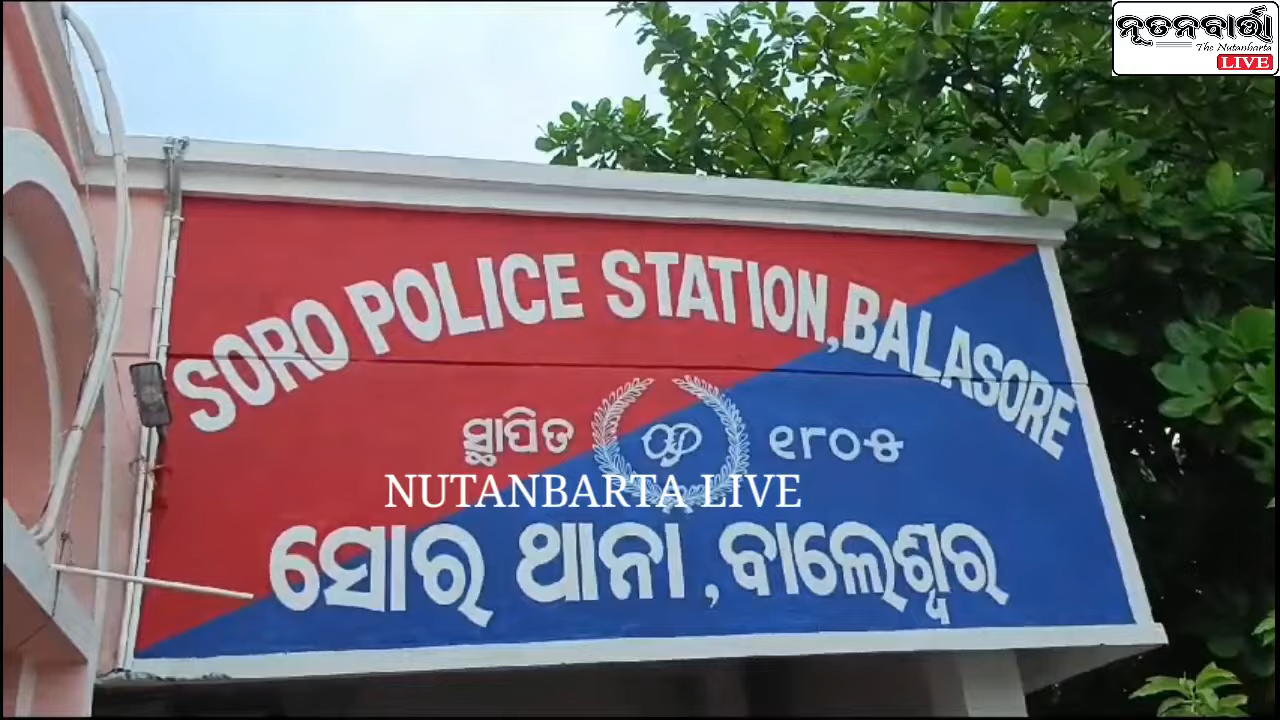 ନୂତନବାର୍ତ୍ତା
The Nutanbarta
LIVE
SORO POLICE STATION, BALASORE
ସ୍ଥାପିତ ୧୮୦୫
NUTANBARTA LIVE
ସୋର ଥାନା, ବାଲେଶ୍ୱର